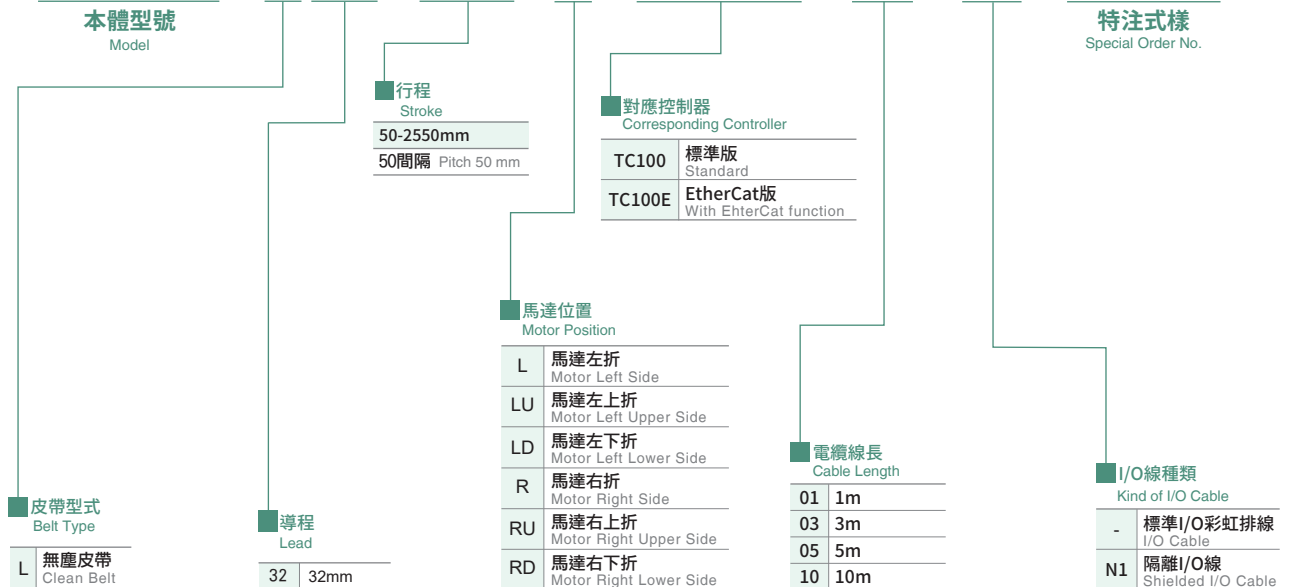 本體型號
Model
特注式樣
Special Order No.
行程
Stroke
50-2550mm
50間隔 Pitch 50 mm
對應控制器
Corresponding Controller
TC100 標準版
Standard
TC100E EtherCat版
With EhterCat function
馬達位置
Motor Position
L 馬達左折
Motor Left Side
LU 馬達左上折
Motor Left Upper Side
LD 馬達左下折
Motor Left Lower Side
R 馬達右折
Motor Right Side
RU 馬達右上折
Motor Right Upper Side
RD 馬達右下折
Motor Right Lower Side
電纜線長
Cable Length
01 1m
03 3m
05 5m
10 10m
I/O線種類
Kind of I/O Cable
- 標準I/O彩虹排線
I/O Cable
N1 隔離I/O線
Shielded I/O Cable
皮帶型式
Belt Type
L 無塵皮帶
Clean Belt
導程
Lead
32 32mm